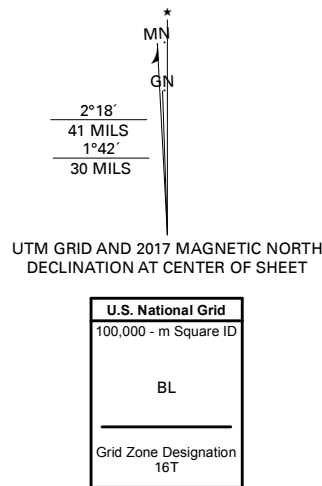 ★
MN
GN
2°18´
41 MILS
1°42´
30 MILS
UTM GRID AND 2017 MAGNETIC NORTH
DECLINATION AT CENTER OF SHEET
U.S. National Grid
100,000 - m Square ID
BL
Grid Zone Designation
16T